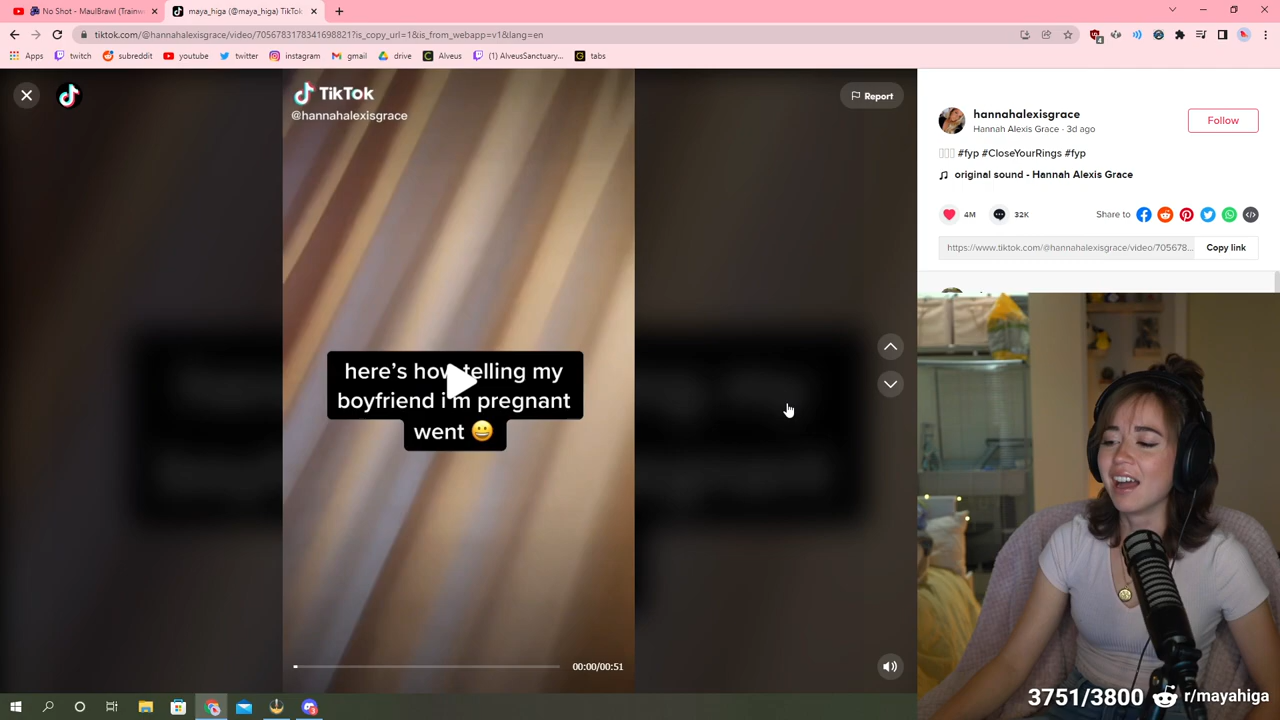 No Shot - MaulBrawl (Trainw
maya_higa (@maya_higa) TikTok
tiktok.com/@hannahalexisgrace/video/7056783178341698821?is_copy_url=1&is_from_webapp=v1&lang=en
4
Apps
twitch
subreddit
youtube
twitter
instagram
gmail
drive
Alveus
AlveusSanctuary...
tabs
TikTok
@hannahalexisgrace
Report
here's how telling my
boyfriend i'm pregnant
went 😀
00:00/00:51
hannahalexisgrace
Hannah Alexis Grace · 3d ago
Follow
#fyp #CloseYourRings #fyp
original sound - Hannah Alexis Grace
4M
32K
Share to
https://www.tiktok.com/@hannahalexisgrace/video/705678...
Copy link
3751/3800
r/mayahiga